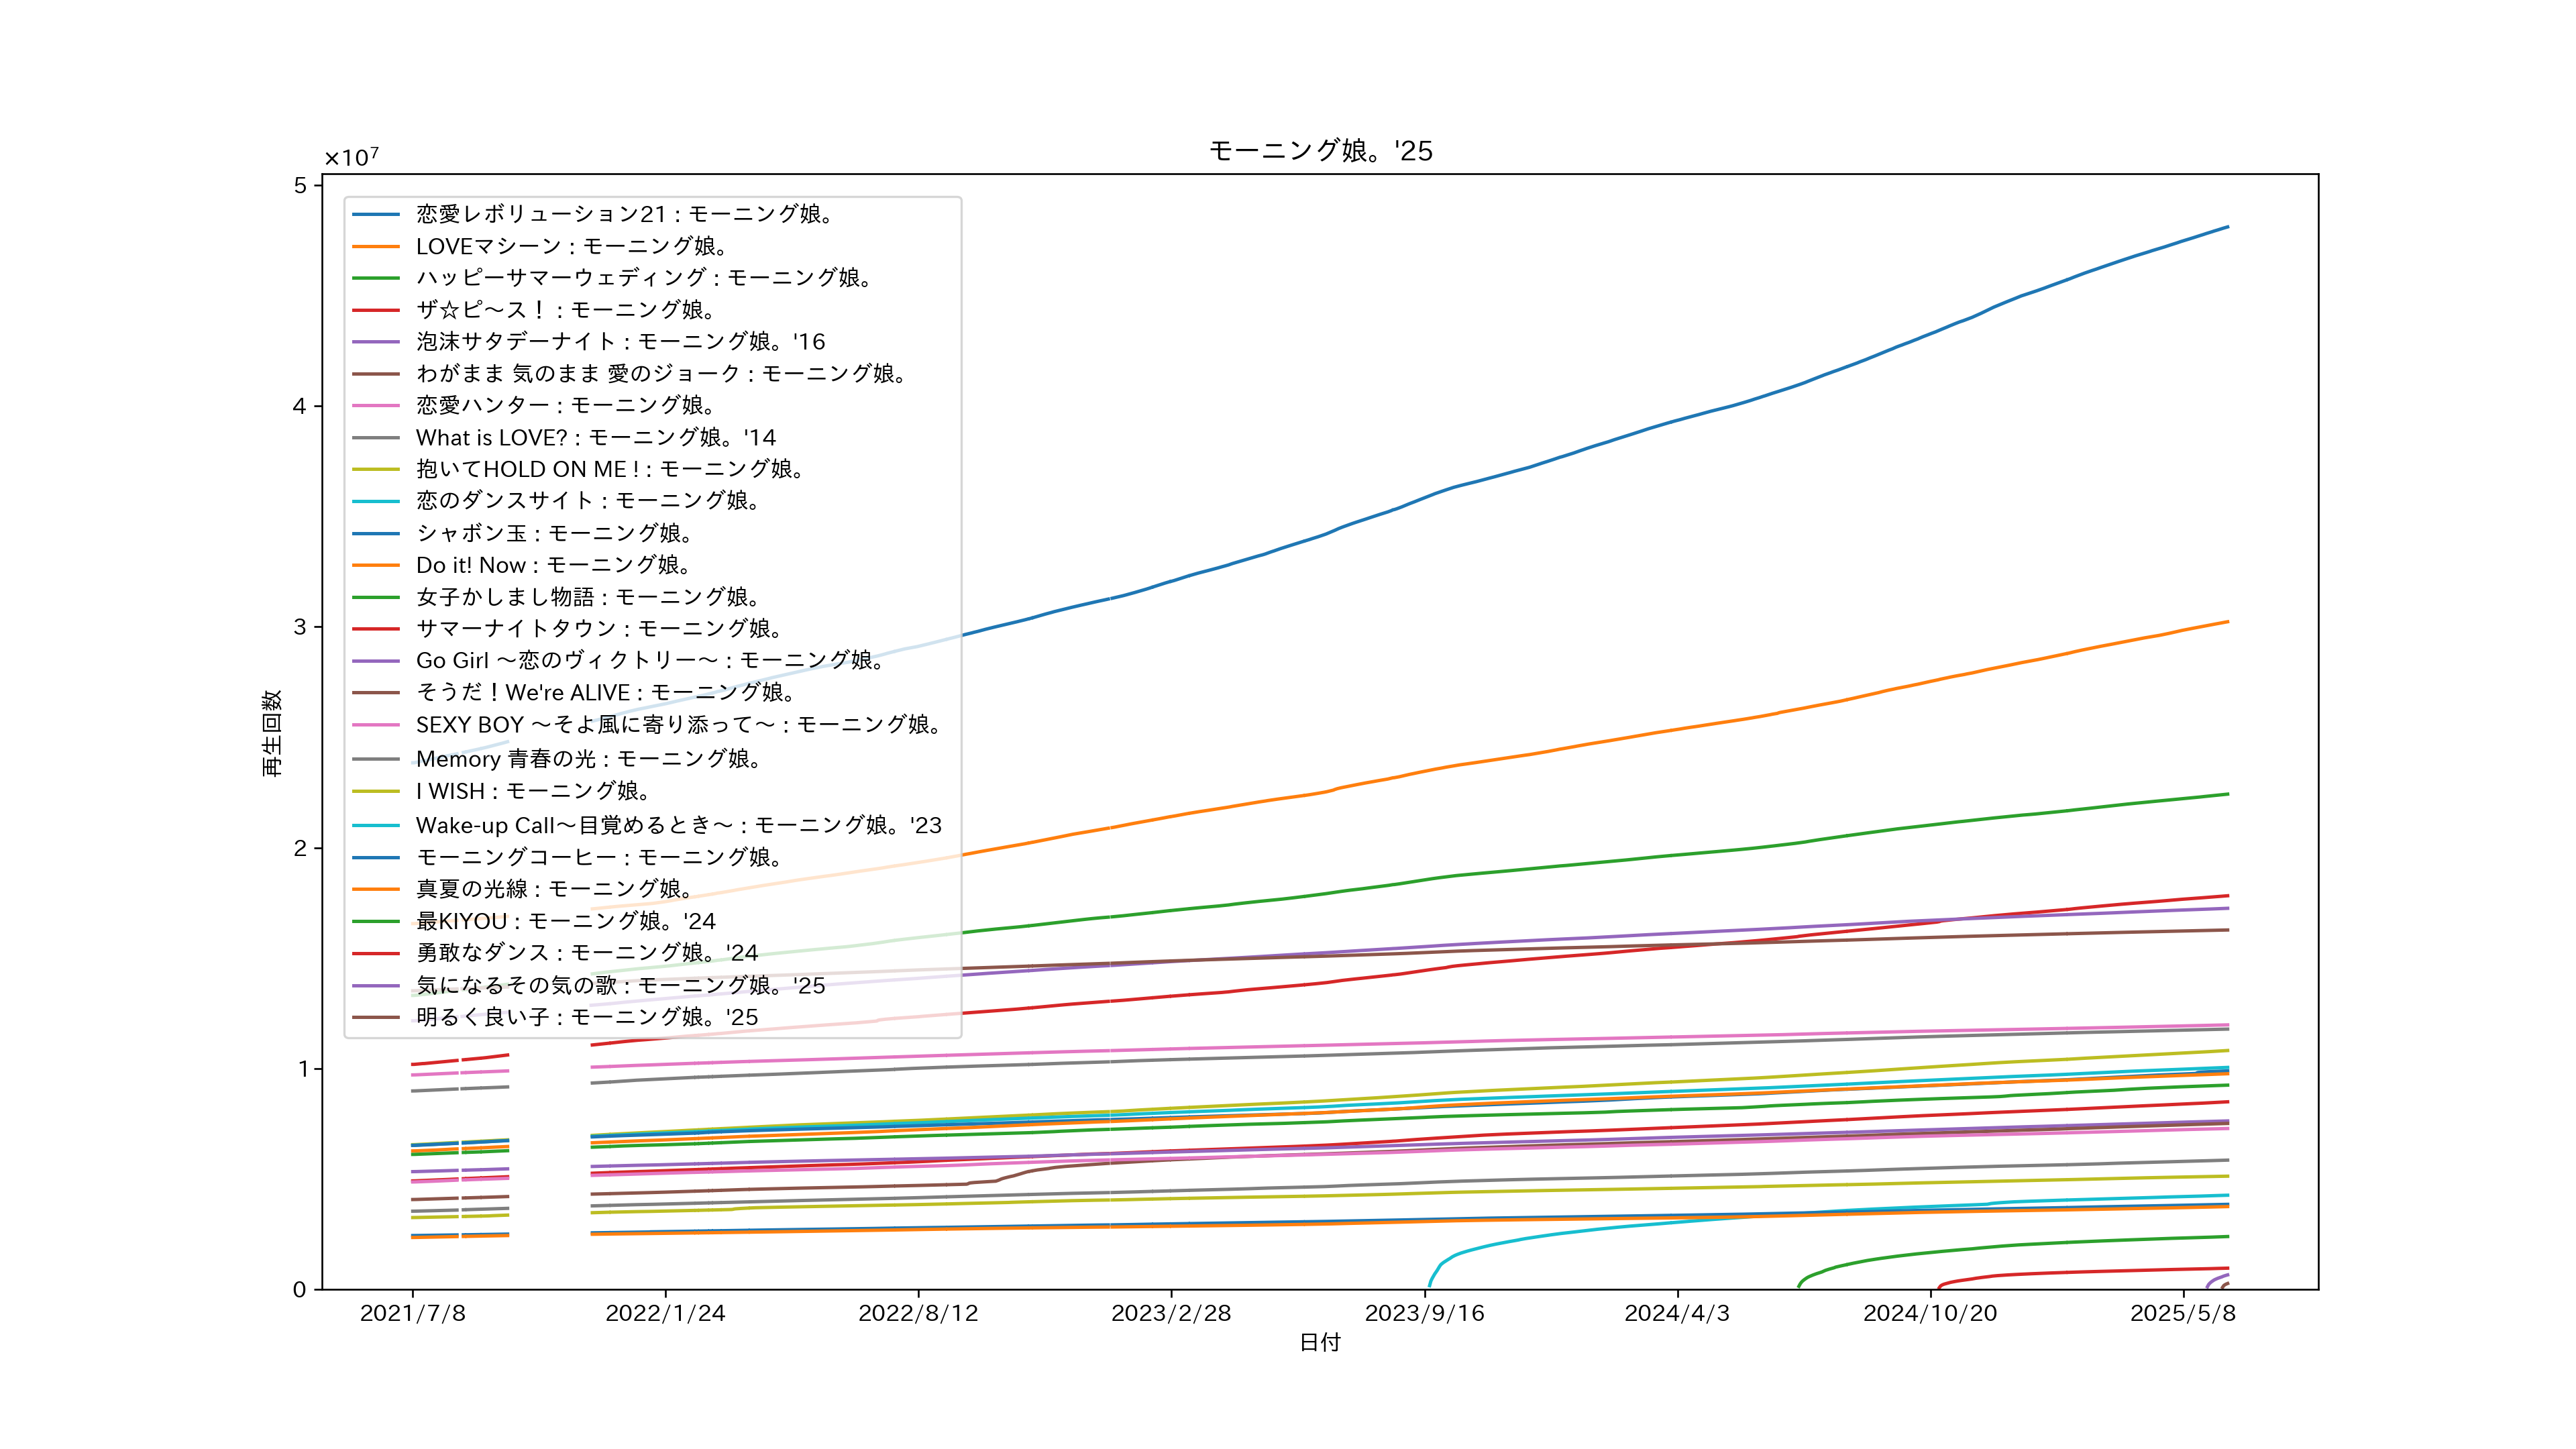 モーニング娘。'25
×10⁷
5
4
3
2
1
0
再生回数
恋愛レボリューション21 : モーニング娘。
LOVEマシーン : モーニング娘。
ハッピーサマーウェディング : モーニング娘。
ザ☆ピ〜ス！ : モーニング娘。
泡沫サタデーナイト : モーニング娘。'16
わがまま 気のまま 愛のジョーク : モーニング娘。
恋愛ハンター : モーニング娘。
What is LOVE? : モーニング娘。'14
抱いてHOLD ON ME ! : モーニング娘。
恋のダンスサイト : モーニング娘。
シャボン玉 : モーニング娘。
Do it! Now : モーニング娘。
女子かしまし物語 : モーニング娘。
サマーナイトタウン : モーニング娘。
Go Girl 〜恋のヴィクトリー〜 : モーニング娘。
そうだ！We're ALIVE : モーニング娘。
SEXY BOY 〜そよ風に寄り添って〜 : モーニング娘。
Memory 青春の光 : モーニング娘。
I WISH : モーニング娘。
Wake-up Call〜目覚めるとき〜 : モーニング娘。'23
モーニングコーヒー : モーニング娘。
真夏の光線 : モーニング娘。
最KIYOU : モーニング娘。'24
勇敢なダンス : モーニング娘。'24
気になるその気の歌 : モーニング娘。'25
明るく良い子 : モーニング娘。'25
2021/7/8 2022/1/24 2022/8/12 2023/2/28 2023/9/16 2024/4/3 2024/10/20 2025/5/8
日付